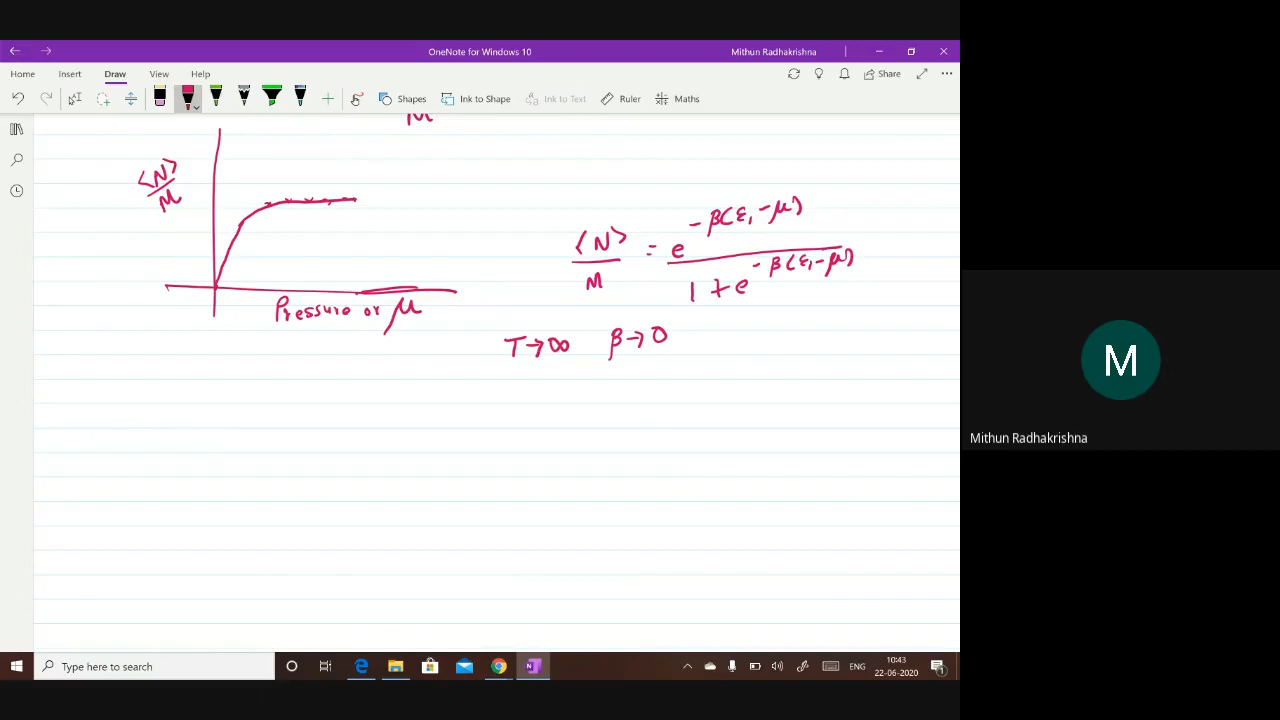 OneNote for Windows 10
Mithun Radhakrishna
Home Insert Draw View Help
Share
Shapes Ink to Shape Ink to Text Ruler Maths
M
⟨N⟩/M
Pressure or μ
⟨N⟩/M = e^{-β(ε₁-μ)} / 1 + e^{-β(ε₁-μ)}
T→∞ β→0
M
Mithun Radhakrishna
Type here to search
ENG
10:43
22-06-2020
1